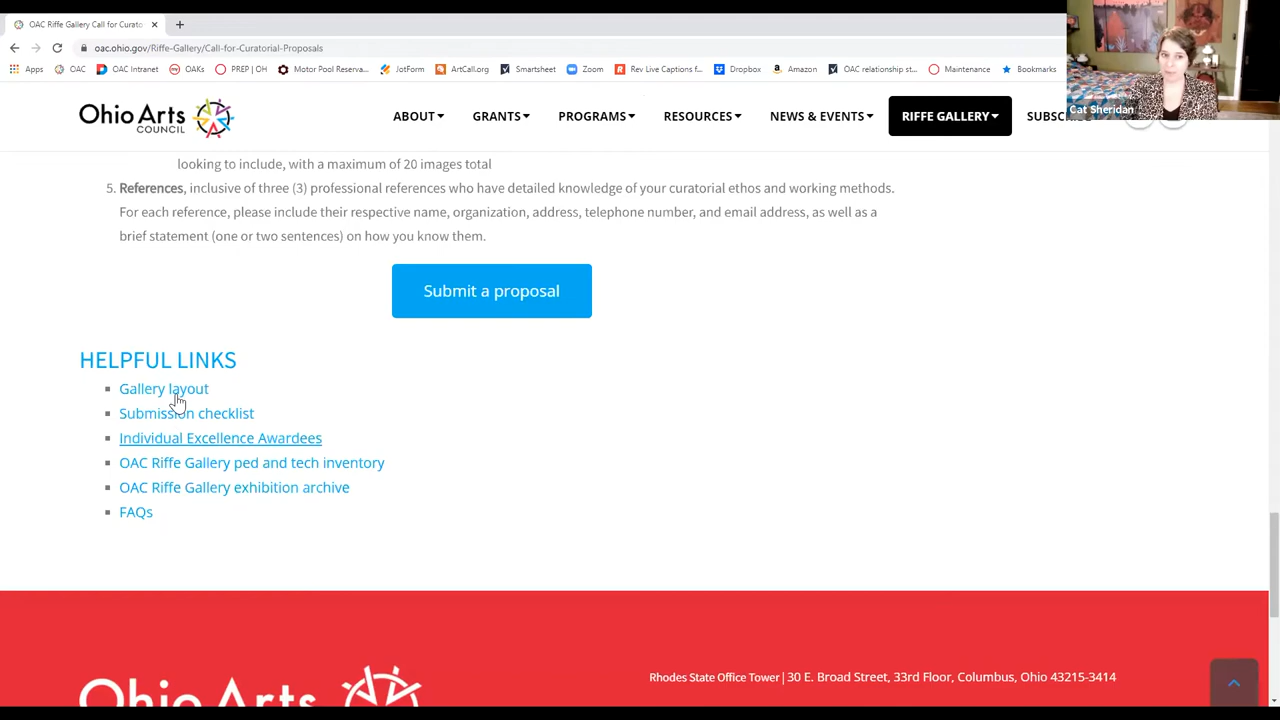 OAC Riffe Gallery Call for Curato
oac.ohio.gov/Riffe-Gallery/Call-for-Curatorial-Proposals
Apps OAC OAC Intranet OAKs PREP | OH Motor Pool Reserva... JotForm ArtCall.org Smartsheet Zoom Rev Live Captions f... Dropbox Amazon OAC relationship st... Maintenance Bookmarks
Cat Sheridan
Ohio Arts
COUNCIL
ABOUT GRANTS PROGRAMS RESOURCES NEWS & EVENTS RIFFE GALLERY
looking to include, with a maximum of 20 images total
5. References, inclusive of three (3) professional references who have detailed knowledge of your curatorial ethos and working methods.
For each reference, please include their respective name, organization, address, telephone number, and email address, as well as a
brief statement (one or two sentences) on how you know them.
Submit a proposal
HELPFUL LINKS
Gallery layout
Submission checklist
Individual Excellence Awardees
OAC Riffe Gallery ped and tech inventory
OAC Riffe Gallery exhibition archive
FAQs
Ohio Arts
Rhodes State Office Tower | 30 E. Broad Street, 33rd Floor, Columbus, Ohio 43215-3414